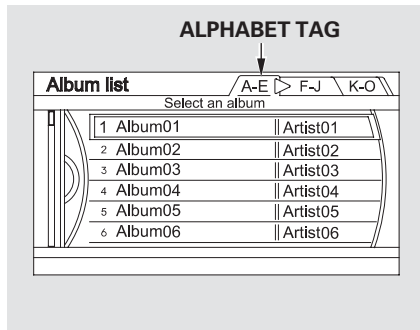 ALPHABET TAG
Album list A-E F-J K-O
Select an album
1 Album01 Artist01
2 Album02 Artist02
3 Album03 Artist03
4 Album04 Artist04
5 Album05 Artist05
6 Album06 Artist06